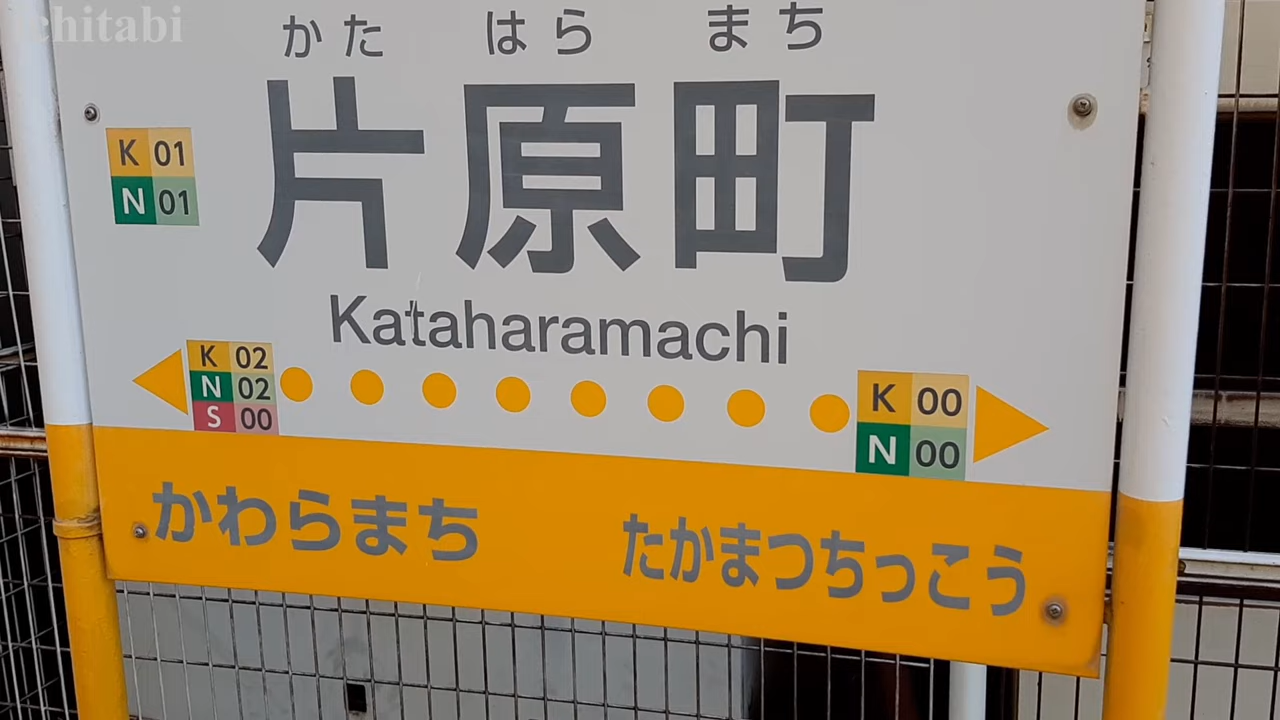 chitabi
かた はら まち
片原町
K 01
N 01
Kataharamachi
K 02
N 02
S 00
K 00
N 00
かわらまち
たかまつちっこう